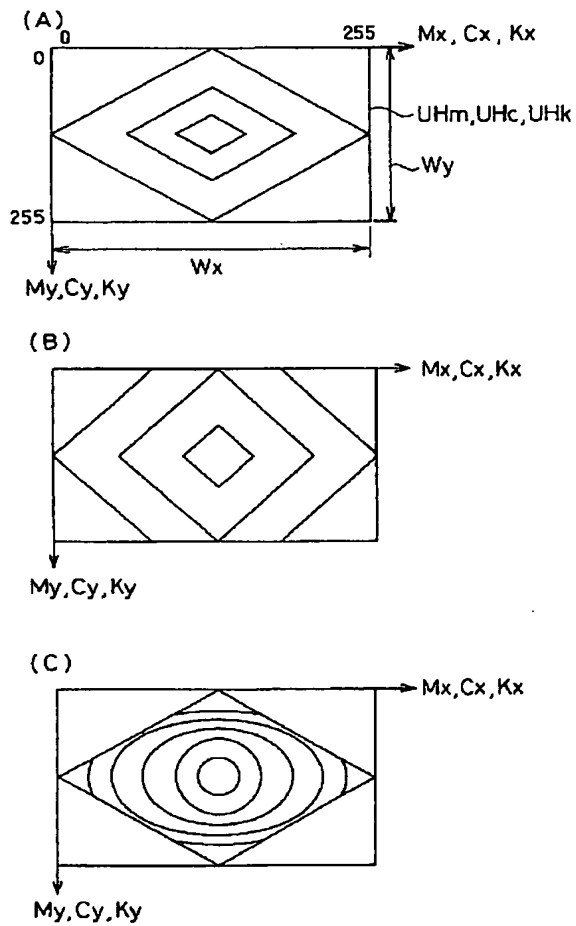 (A)
0
255
Mx, Cx, Kx
0
UHm,UHc,UHk
Wy
255
Wx
My,Cy,Ky
(B)
Mx,Cx,Kx
My,Cy,Ky
(C)
Mx,Cx,Kx
My,Cy,Ky